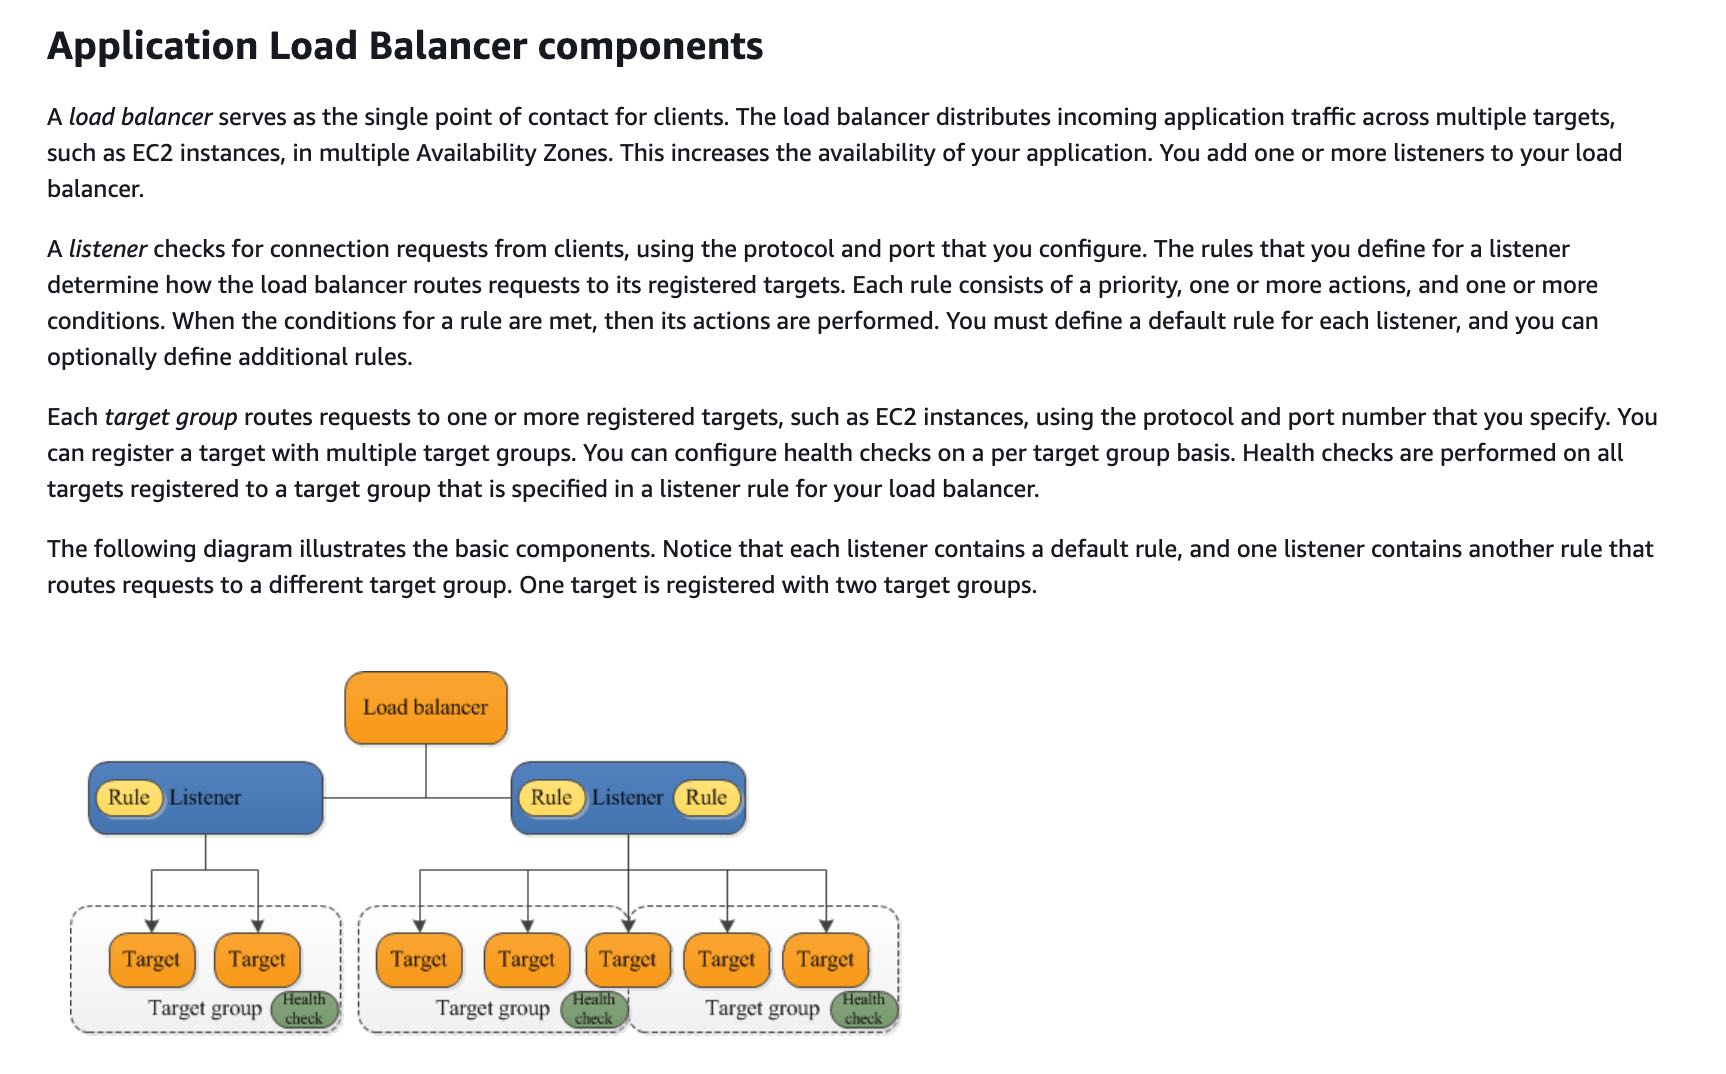 Application Load Balancer components
A load balancer serves as the single point of contact for clients. The load balancer distributes incoming application traffic across multiple targets,
such as EC2 instances, in multiple Availability Zones. This increases the availability of your application. You add one or more listeners to your load
balancer.
A listener checks for connection requests from clients, using the protocol and port that you configure. The rules that you define for a listener
determine how the load balancer routes requests to its registered targets. Each rule consists of a priority, one or more actions, and one or more
conditions. When the conditions for a rule are met, then its actions are performed. You must define a default rule for each listener, and you can
optionally define additional rules.
Each target group routes requests to one or more registered targets, such as EC2 instances, using the protocol and port number that you specify. You
can register a target with multiple target groups. You can configure health checks on a per target group basis. Health checks are performed on all
targets registered to a target group that is specified in a listener rule for your load balancer.
The following diagram illustrates the basic components. Notice that each listener contains a default rule, and one listener contains another rule that
routes requests to a different target group. One target is registered with two target groups.
Load balancer
Rule Listener
Rule Listener Rule
Target Target
Target Target Target Target Target
Target group Health
check
Target group Health
check
Target group Health
check